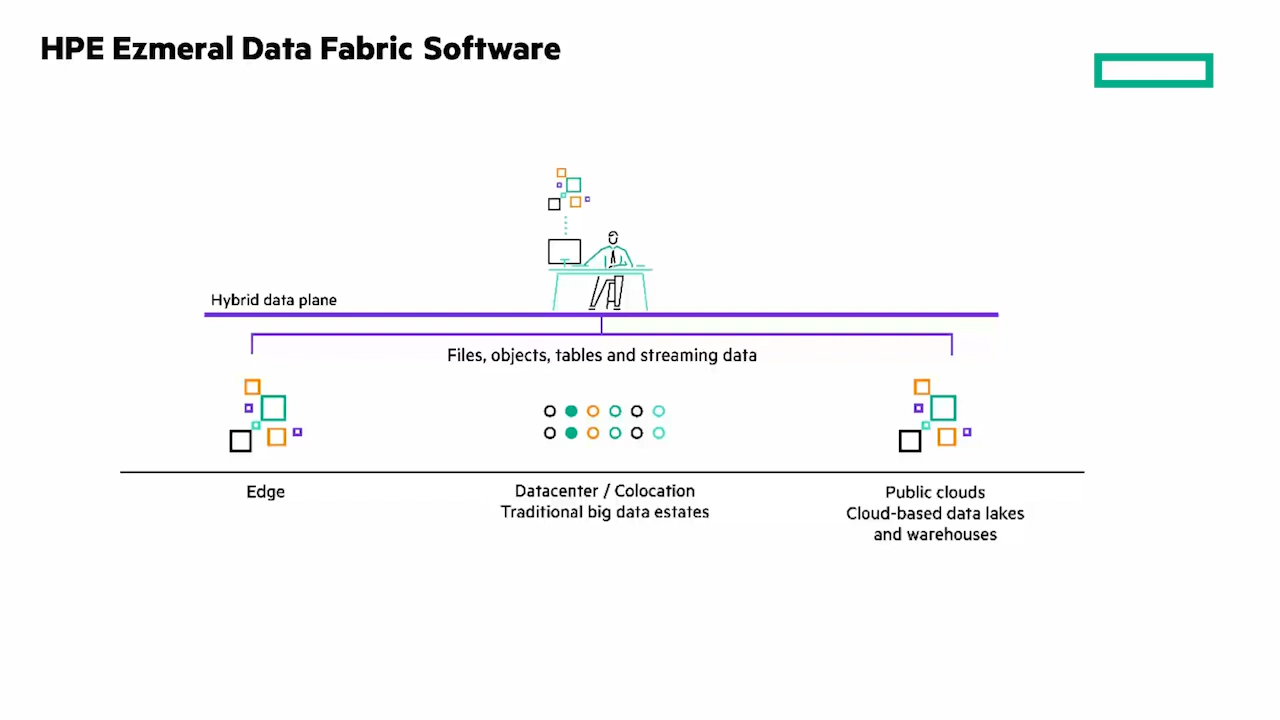 HPE Ezmeral Data Fabric Software
Hybrid data plane
Files, objects, tables and streaming data
Edge
Datacenter / Colocation
Traditional big data estates
Public clouds
Cloud-based data lakes
and warehouses